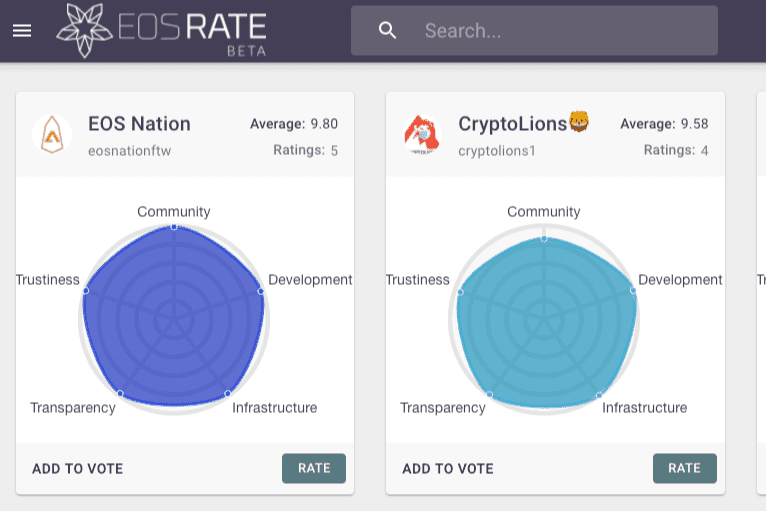 EOS RATE
BETA
Search...
EOS Nation
Average: 9.80
eosnationftw
Ratings: 5
Community
Trustiness
Development
Transparency
Infrastructure
ADD TO VOTE
RATE
CryptoLions🦁
Average: 9.58
cryptolions1
Ratings: 4
Community
Trustiness
Development
Transparency
Infrastructure
ADD TO VOTE
RATE